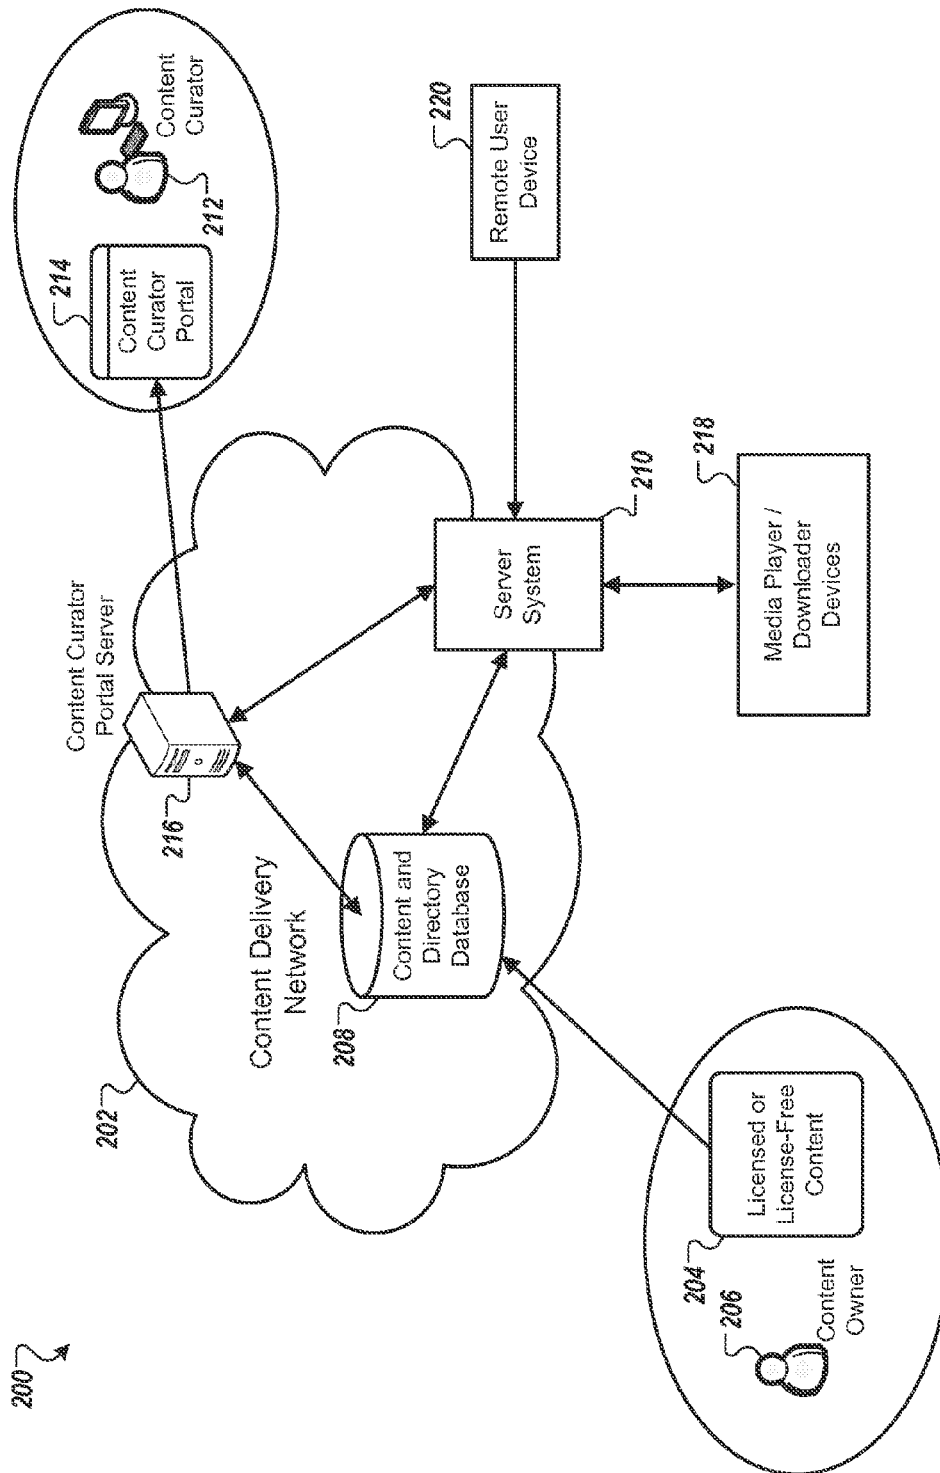 200
202
Content Delivery
Network
Content Curator
Portal Server
216
214
Content
Curator
Portal
212
Content
Curator
208
Content and
Directory
Database
Server
System
210
220
Remote User
Device
218
Media Player /
Downloader
Devices
206
Content
Owner
204
Licensed or
License-Free
Content